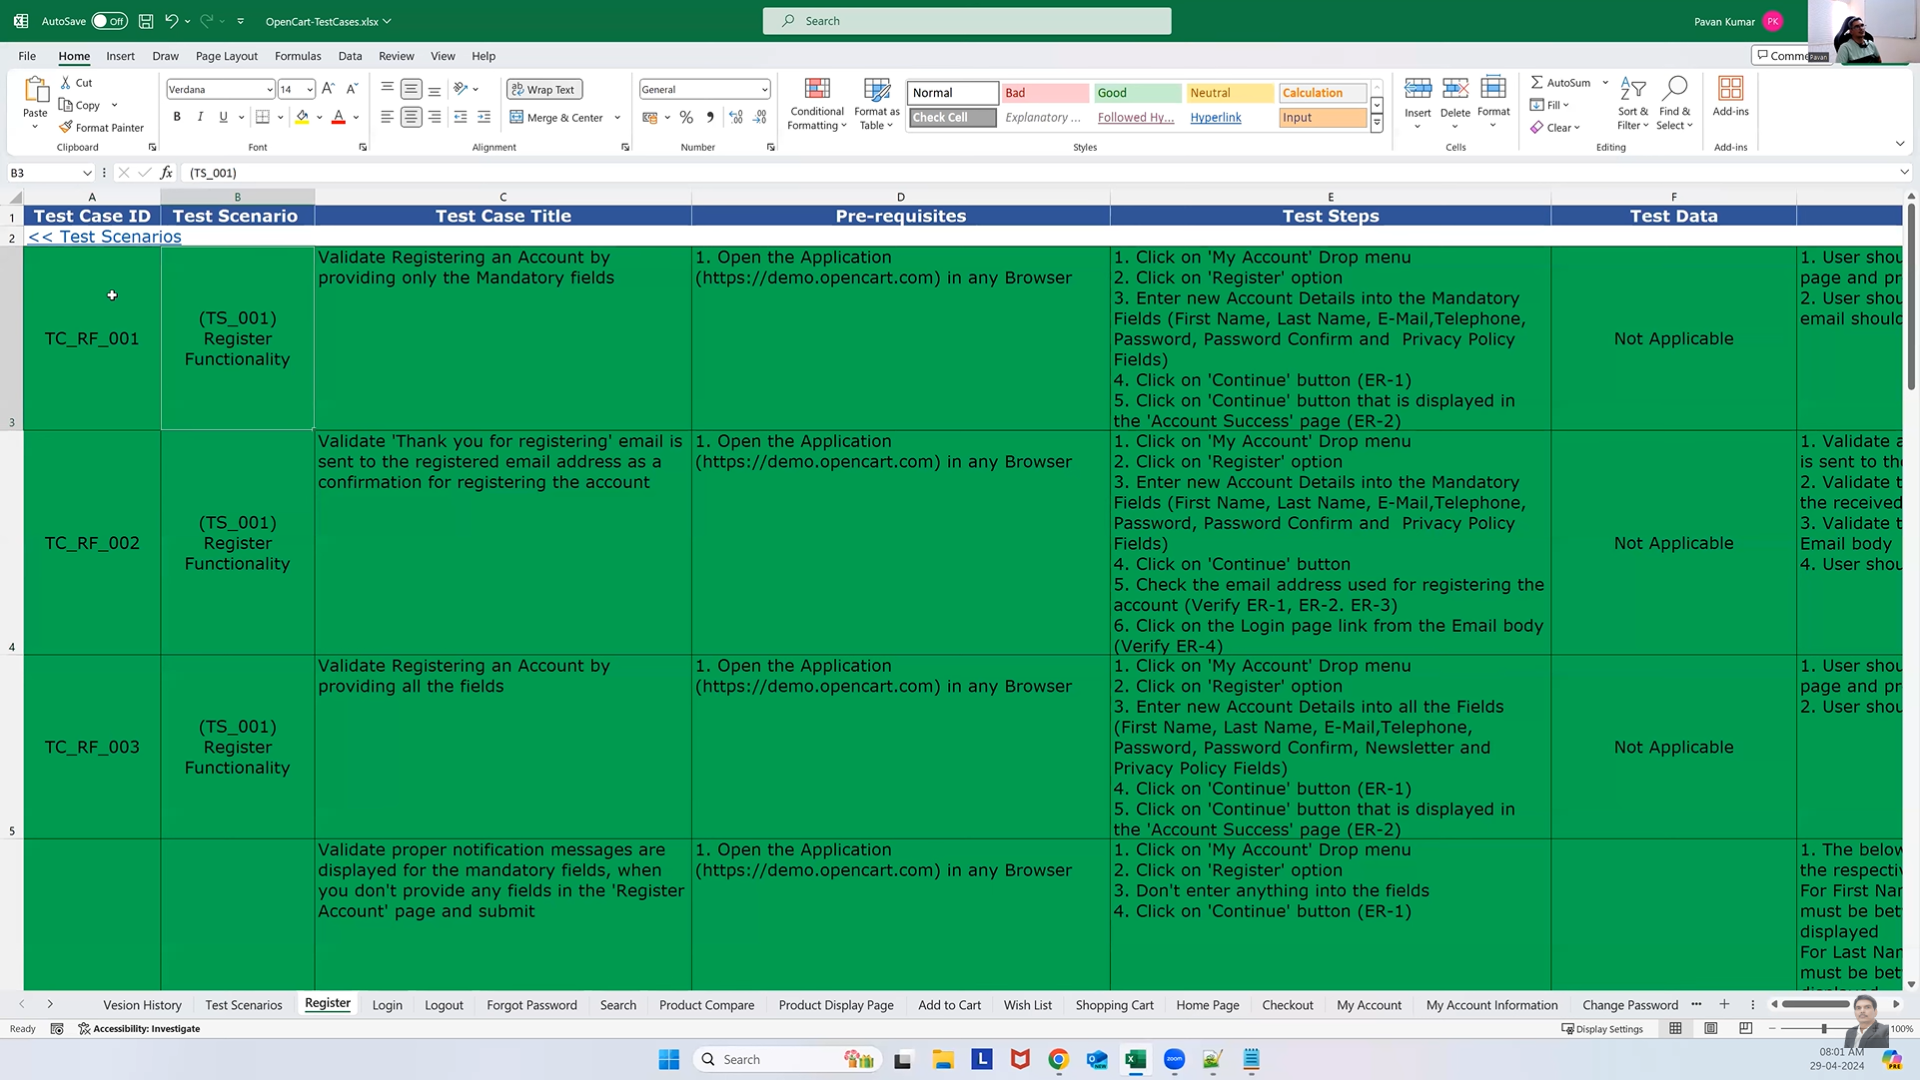 AutoSave Off OpenCart-TestCases.xlsx Search Pavan Kumar PK
Pavan
File Home Insert Draw Page Layout Formulas Data Review View Help
Paste
Cut
Copy
Format Painter
Clipboard
Verdana 14
B I U
Font
Wrap Text
Merge & Center
Alignment
General
Number
Conditional Formatting
Format as Table
Normal Bad Good Neutral Calculation
Check Cell Explanatory ... Followed Hy... Hyperlink Input
Styles
Insert Delete Format
Cells
AutoSum
Fill
Clear
Sort & Filter
Find & Select
Editing
Add-ins
Add-ins
B3 fx (TS_001)
A B C D E F
1 Test Case ID Test Scenario Test Case Title Pre-requisites Test Steps Test Data
2 << Test Scenarios
3
TC_RF_001
(TS_001)
Register
Functionality
Validate Registering an Account by
providing only the Mandatory fields
1. Open the Application
(https://demo.opencart.com) in any Browser
1. Click on 'My Account' Drop menu
2. Click on 'Register' option
3. Enter new Account Details into the Mandatory
Fields (First Name, Last Name, E-Mail,Telephone,
Password, Password Confirm and Privacy Policy
Fields)
4. Click on 'Continue' button (ER-1)
5. Click on 'Continue' button that is displayed in
the 'Account Success' page (ER-2)
Not Applicable
1. User shou
page and pr
2. User shou
email should
4
TC_RF_002
(TS_001)
Register
Functionality
Validate 'Thank you for registering' email is
sent to the registered email address as a
confirmation for registering the account
1. Open the Application
(https://demo.opencart.com) in any Browser
1. Click on 'My Account' Drop menu
2. Click on 'Register' option
3. Enter new Account Details into the Mandatory
Fields (First Name, Last Name, E-Mail,Telephone,
Password, Password Confirm and Privacy Policy
Fields)
4. Click on 'Continue' button
5. Check the email address used for registering the
account (Verify ER-1, ER-2. ER-3)
6. Click on the Login page link from the Email body
(Verify ER-4)
Not Applicable
1. Validate a
is sent to the
2. Validate t
the received
3. Validate t
Email body
4. User shou
5
TC_RF_003
(TS_001)
Register
Functionality
Validate Registering an Account by
providing all the fields
1. Open the Application
(https://demo.opencart.com) in any Browser
1. Click on 'My Account' Drop menu
2. Click on 'Register' option
3. Enter new Account Details into all the Fields
(First Name, Last Name, E-Mail,Telephone,
Password, Password Confirm, Newsletter and
Privacy Policy Fields)
4. Click on 'Continue' button (ER-1)
5. Click on 'Continue' button that is displayed in
the 'Account Success' page (ER-2)
Not Applicable
1. User shou
page and pr
2. User shou
Validate proper notification messages are
displayed for the mandatory fields, when
you don't provide any fields in the 'Register
Account' page and submit
1. Open the Application
(https://demo.opencart.com) in any Browser
1. Click on 'My Account' Drop menu
2. Click on 'Register' option
3. Don't enter anything into the fields
4. Click on 'Continue' button (ER-1)
1. The below
the respectiv
For First Nar
must be bet
displayed
For Last Nar
must be bet
Vesion History Test Scenarios Register Login Logout Forgot Password Search Product Compare Product Display Page Add to Cart Wish List Shopping Cart Home Page Checkout My Account My Account Information Change Password
Ready Accessibility: Investigate Display Settings 100%
Search
08:01 AM
29-04-2024